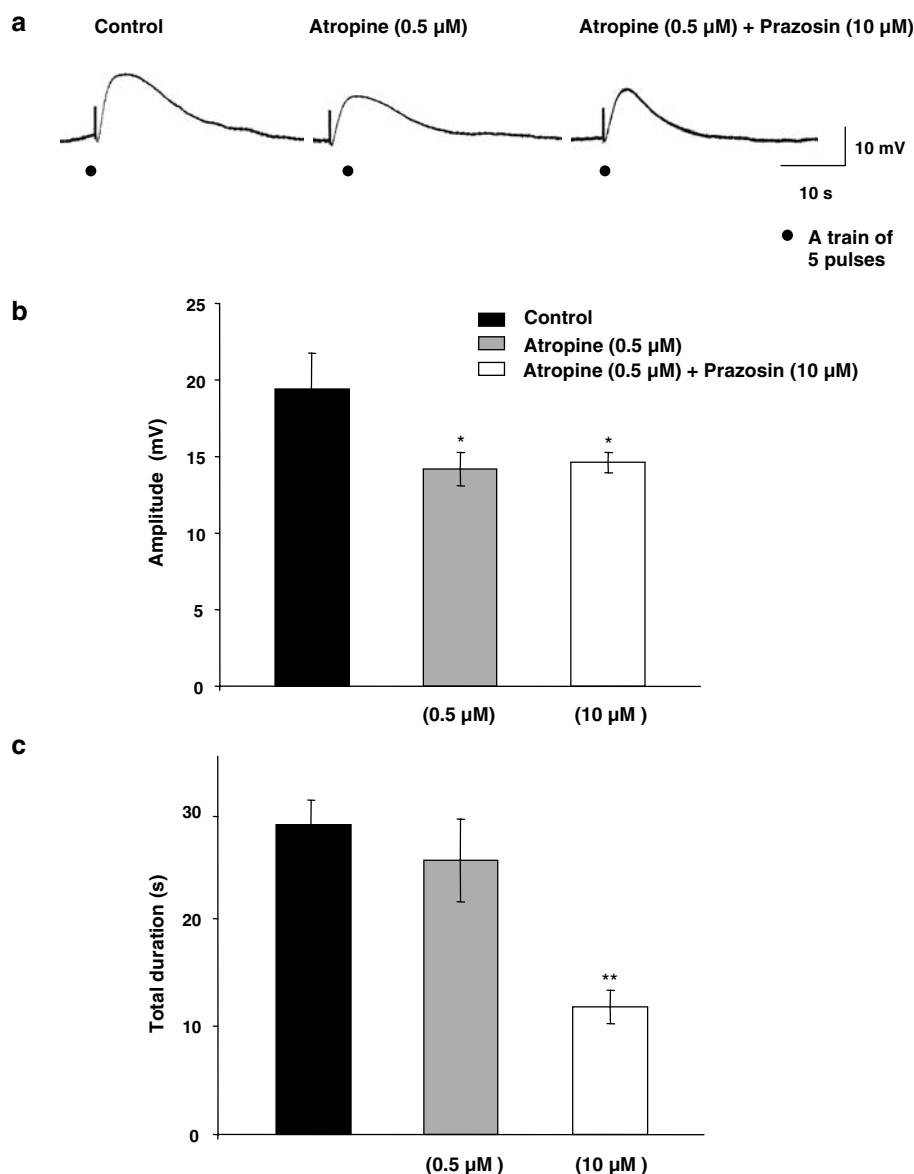 a
Control
Atropine (0.5 µM)
Atropine (0.5 µM) + Prazosin (10 µM)
10 mV
10 s
● A train of
5 pulses
b
25
20
15
10
5
0
Amplitude (mV)
Control
Atropine (0.5 µM)
Atropine (0.5 µM) + Prazosin (10 µM)
*
*
(0.5 µM)
(10 µM )
c
30
20
10
0
Total duration (s)
**
(0.5 µM )
(10 µM )